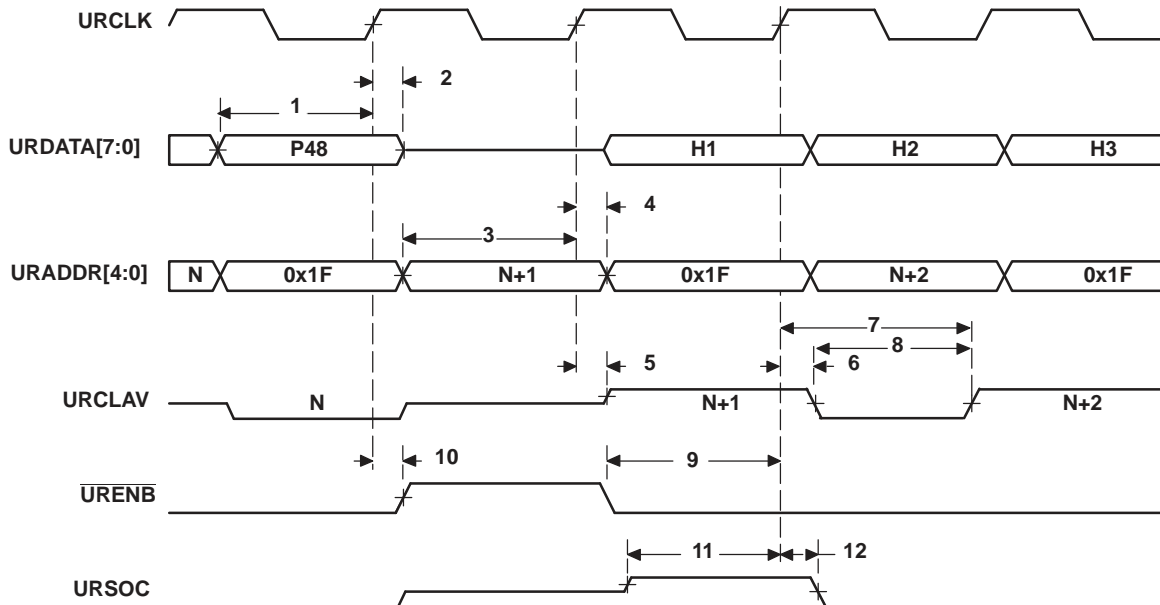 URCLK
2
1
URDATA[7:0] P48 H1 H2 H3
4
3
URADDR[4:0] N 0x1F N+1 0x1F N+2 0x1F
7
8
5 6
URCLAV N N+1 N+2
10 9
URENB
11 12
URSOC